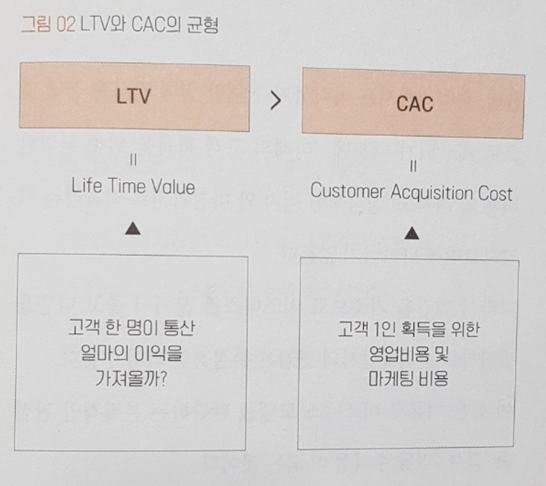 그림 02 LTV와 CAC의 균형
LTV > CAC
=
Life Time Value
=
Customer Acquisition Cost
▲
▲
고객 한 명이 통산
얼마의 이익을
가져올까?
고객 1인 획득을 위한
영업비용 및
마케팅 비용